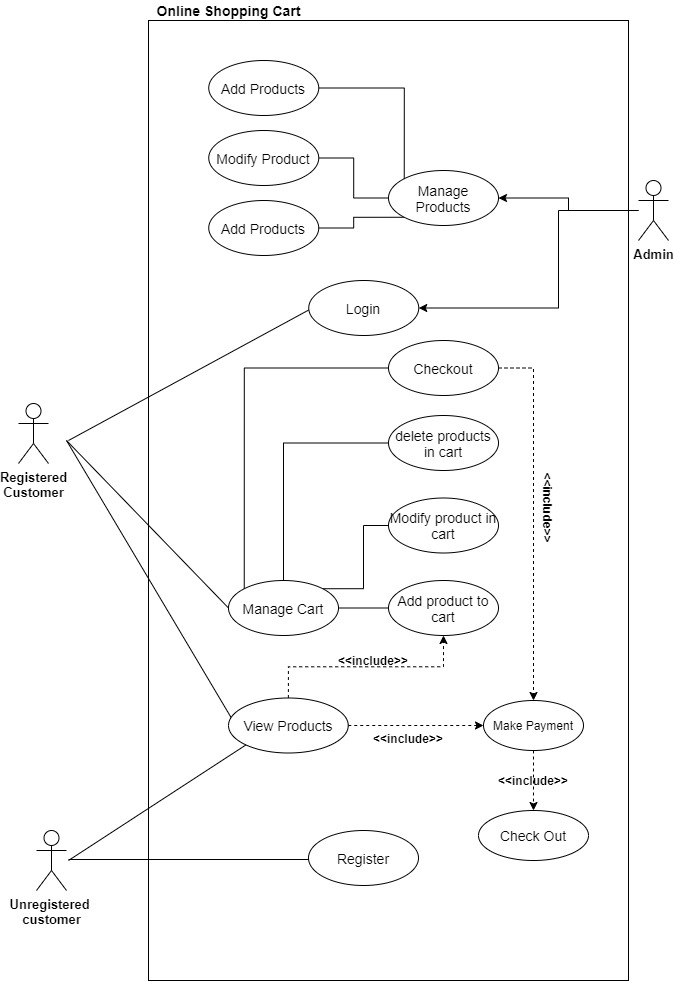 Online Shopping Cart
Add Products
Modify Product
Manage
Products
Add Products
Admin
Login
Checkout
delete products
in cart
Registered
Customer
<<include>>
Modify product in
cart
Manage Cart
Add product to
cart
<<include>>
View Products
Make Payment
<<include>>
<<include>>
Check Out
Register
Unregistered
customer